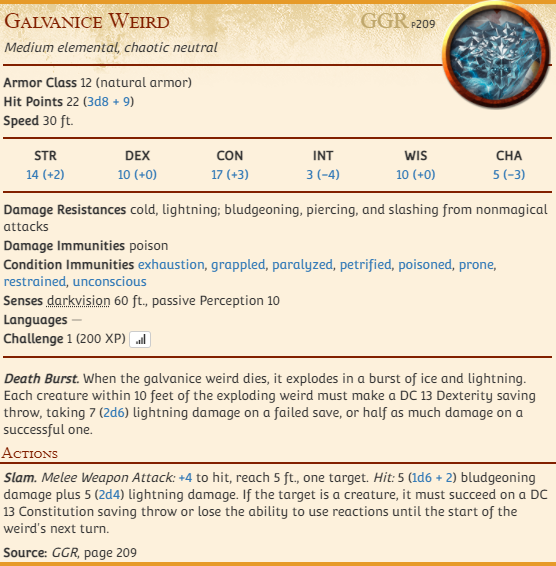 Galvanice Weird
GGR p209
Medium elemental, chaotic neutral
Armor Class 12 (natural armor)
Hit Points 22 (3d8 + 9)
Speed 30 ft.
STR DEX CON INT WIS CHA
14 (+2) 10 (+0) 17 (+3) 3 (−4) 10 (+0) 5 (−3)
Damage Resistances cold, lightning; bludgeoning, piercing, and slashing from nonmagical
attacks
Damage Immunities poison
Condition Immunities exhaustion, grappled, paralyzed, petrified, poisoned, prone,
restrained, unconscious
Senses darkvision 60 ft., passive Perception 10
Languages —
Challenge 1 (200 XP)
Death Burst. When the galvanice weird dies, it explodes in a burst of ice and lightning.
Each creature within 10 feet of the exploding weird must make a DC 13 Dexterity saving
throw, taking 7 (2d6) lightning damage on a failed save, or half as much damage on a
successful one.
Actions
Slam. Melee Weapon Attack: +4 to hit, reach 5 ft., one target. Hit: 5 (1d6 + 2) bludgeoning
damage plus 5 (2d4) lightning damage. If the target is a creature, it must succeed on a DC
13 Constitution saving throw or lose the ability to use reactions until the start of the
weird's next turn.
Source: GGR, page 209